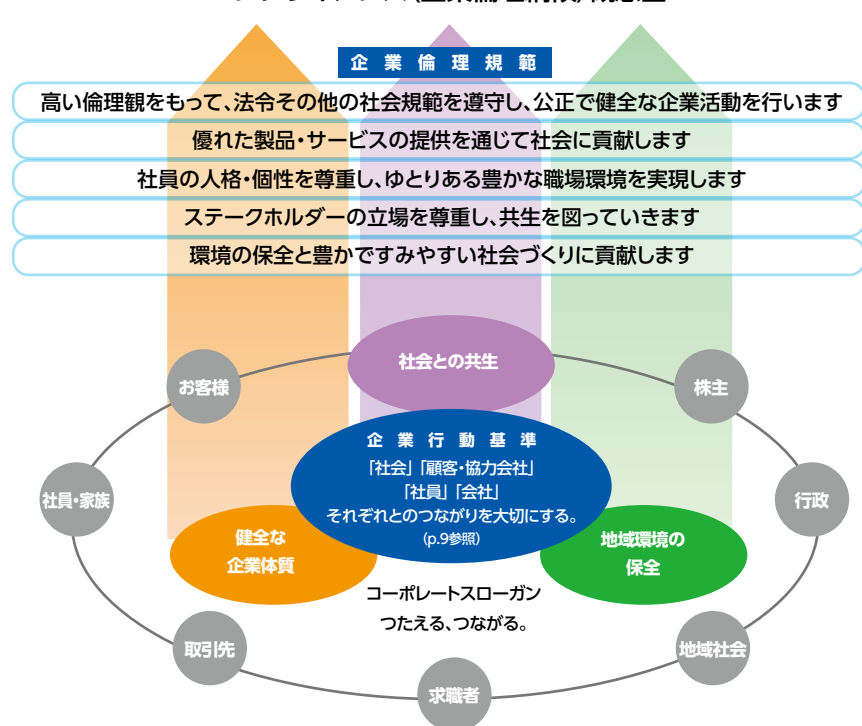 企業倫理規範
高い倫理観をもって、法令その他の社会規範を遵守し、公正で健全な企業活動を行います
優れた製品・サービスの提供を通じて社会に貢献します
社員の人格・個性を尊重し、ゆとりある豊かな職場環境を実現します
ステークホルダーの立場を尊重し、共生を図っていきます
環境の保全と豊かですみやすい社会づくりに貢献します
社会との共生
お客様
株主
企業行動基準
「社会」「顧客・協力会社」
「社員」「会社」
それぞれとのつながりを大切にする。
(p.9参照)
社員・家族
行政
健全な
企業体質
地域環境の
保全
コーポレートスローガン
つたえる、つながる。
取引先
地域社会
求職者